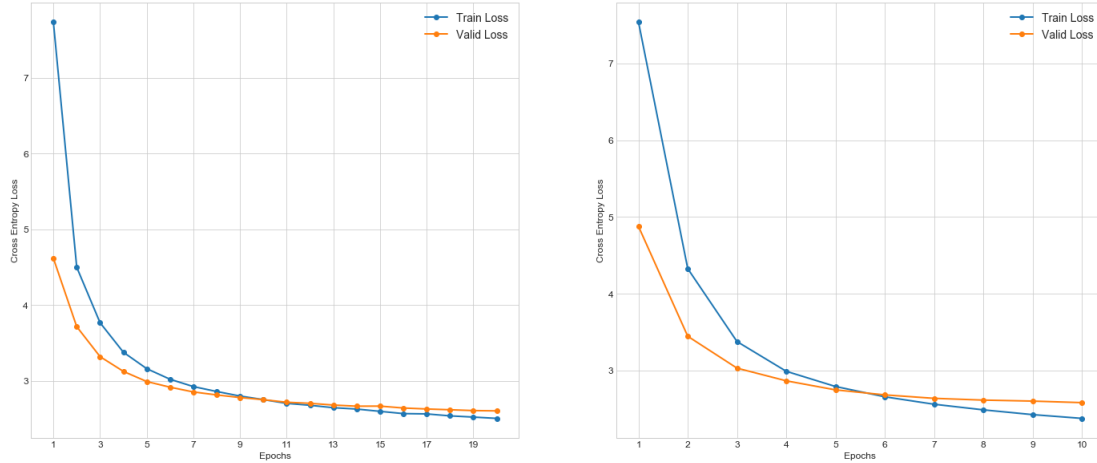 Train Loss
Valid Loss
7
6
5
4
3
Cross Entropy Loss
1 3 5 7 9 11 13 15 17 19
Epochs
Train Loss
Valid Loss
7
6
5
4
3
Cross Entropy Loss
1 2 3 4 5 6 7 8 9 10
Epochs